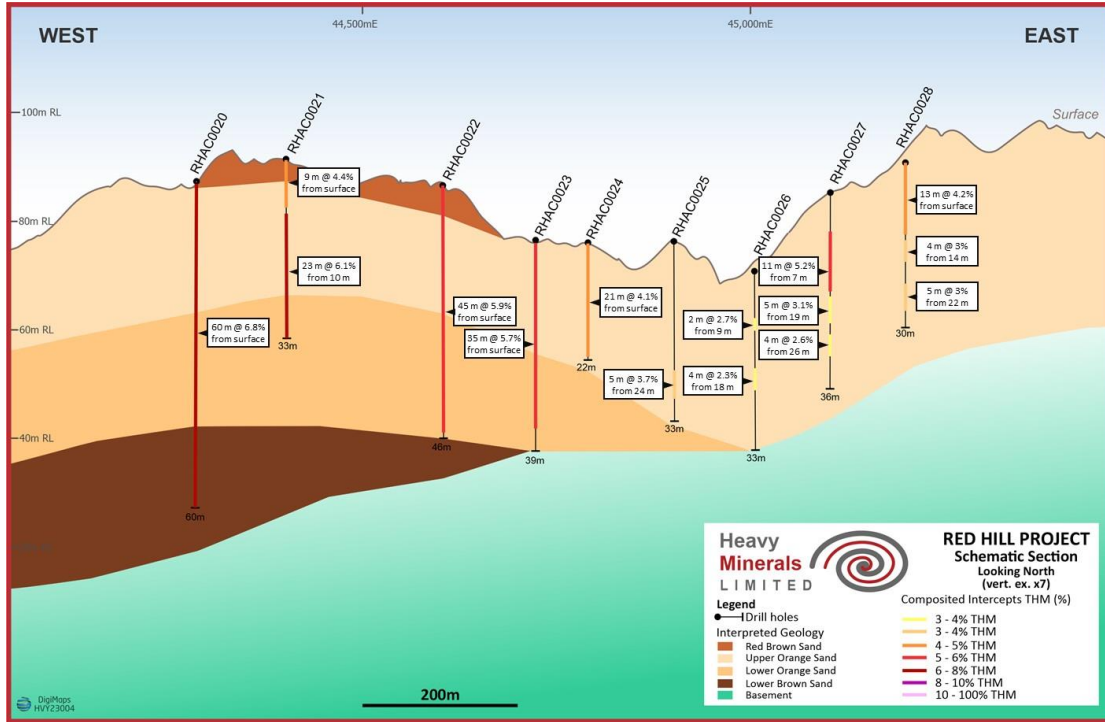 44,500mE
45,000mE
WEST
EAST
100m RL
80m RL
60m RL
40m RL
Surface
RHAC0020
RHAC0021
RHAC0022
RHAC0023
RHAC0024
RHAC0025
RHAC0026
RHAC0027
RHAC0028
9 m @ 4.4%
from surface
23 m @ 6.1%
from 10 m
60 m @ 6.8%
from surface
45 m @ 5.9%
from surface
35 m @ 5.7%
from surface
21 m @ 4.1%
from surface
5 m @ 3.7%
from 24 m
2 m @ 2.7%
from 9 m
4 m @ 2.3%
from 18 m
11 m @ 5.2%
from 7 m
5 m @ 3.1%
from 19 m
4 m @ 2.6%
from 26 m
13 m @ 4.2%
from surface
4 m @ 3%
from 14 m
5 m @ 3%
from 22 m
60m
33m
46m
39m
22m
33m
33m
36m
30m
Heavy
Minerals
LIMITED
RED HILL PROJECT
Schematic Section
Looking North
(vert. ex. x7)
Legend
Drill holes
Interpreted Geology
Red Brown Sand
Upper Orange Sand
Lower Orange Sand
Lower Brown Sand
Basement
Composited Intercepts THM (%)
3 - 4% THM
3 - 4% THM
4 - 5% THM
5 - 6% THM
6 - 8% THM
8 - 10% THM
10 - 100% THM
200m
DigiMaps
HVY23004